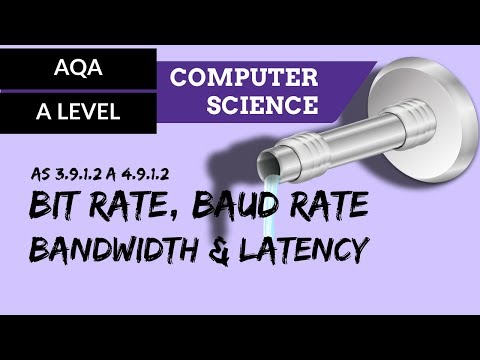 AQA
A LEVEL
COMPUTER
SCIENCE
AS 3.9.1.2 A 4.9.1.2
BIT RATE, BAUD RATE
BANDWIDTH & LATENCY